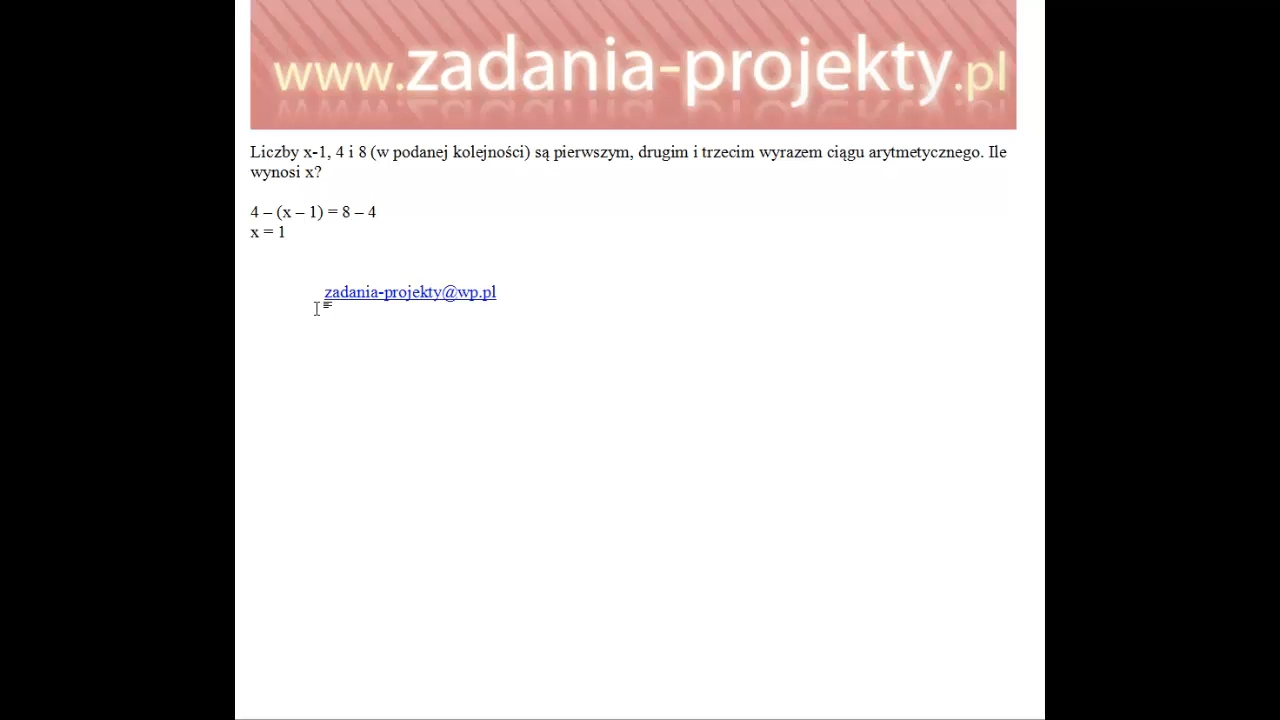 www.zadania-projekty.pl
Liczby x-1, 4 i 8 (w podanej kolejności) są pierwszym, drugim i trzecim wyrazem ciągu arytmetycznego. Ile
wynosi x?
4 – (x – 1) = 8 – 4
x = 1
zadania-projekty@wp.pl